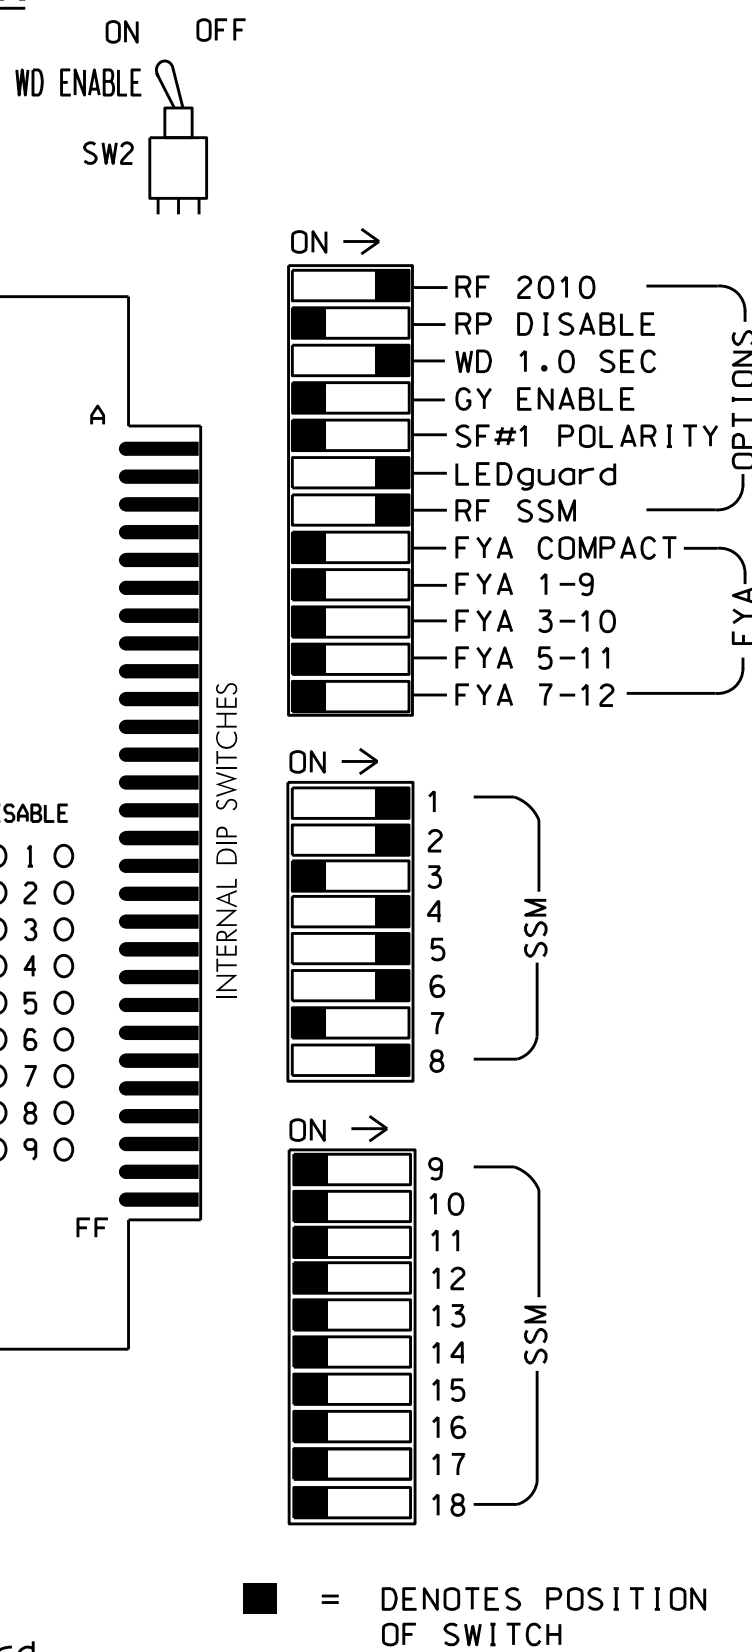 ON OFF
WD ENABLE
SW2
ON →
RF 2010
RP DISABLE
WD 1.0 SEC
GY ENABLE
SF#1 POLARITY
LEDguard
RF SSM
OPTIONS
FYA COMPACT
FYA 1-9
FYA 3-10
FYA 5-11
FYA 7-12
FYA
A
FF
INTERNAL DIP SWITCHES
1
2
3
4
5
6
7
8
9
ON →
1
2
3
4
5
6
7
8
SSM
ON →
9
10
11
12
13
14
15
16
17
18
SSM
= DENOTES POSITION
OF SWITCH